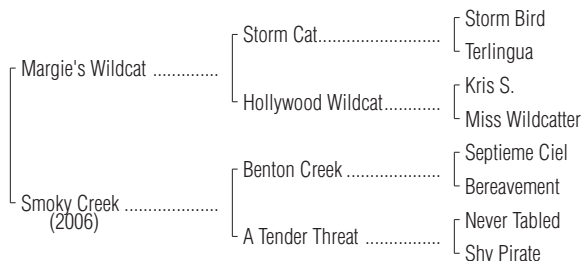 Storm Bird
Storm Cat..............................
Terlingua
Margie's Wildcat ..............
Kris S.
Hollywood Wildcat.............
Miss Wildcatter
Septieme Ciel
Benton Creek .......................
Bereavement
Smoky Creek ....................
(2006)
Never Tabled
A Tender Threat ................
Shy Pirate